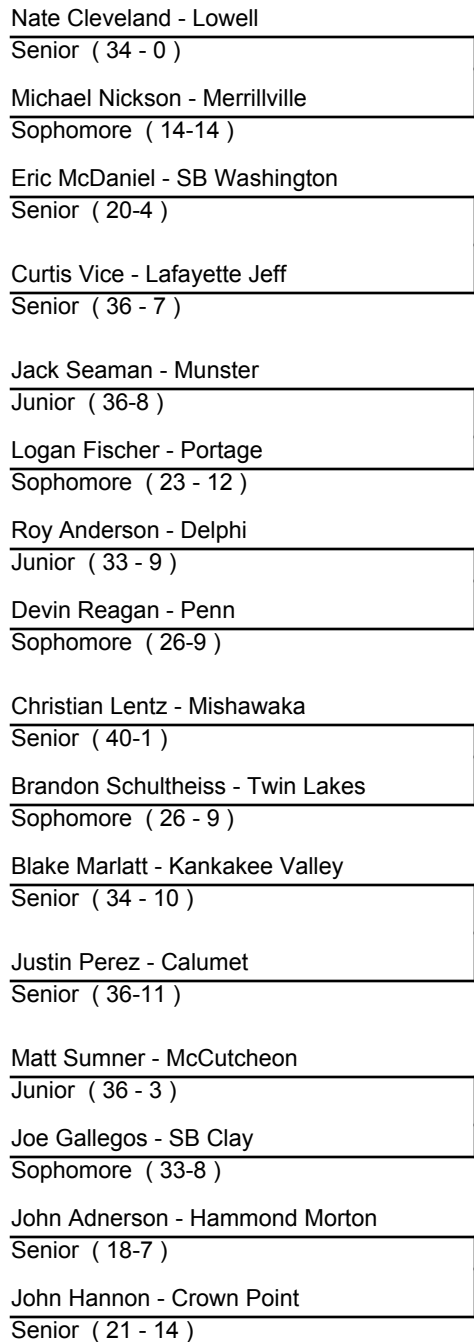 Nate Cleveland - Lowell
Senior ( 34 - 0 )
Michael Nickson - Merrillville
Sophomore ( 14-14 )
Eric McDaniel - SB Washington
Senior ( 20-4 )
Curtis Vice - Lafayette Jeff
Senior ( 36 - 7 )
Jack Seaman - Munster
Junior ( 36-8 )
Logan Fischer - Portage
Sophomore ( 23 - 12 )
Roy Anderson - Delphi
Junior ( 33 - 9 )
Devin Reagan - Penn
Sophomore ( 26-9 )
Christian Lentz - Mishawaka
Senior ( 40-1 )
Brandon Schultheiss - Twin Lakes
Sophomore ( 26 - 9 )
Blake Marlatt - Kankakee Valley
Senior ( 34 - 10 )
Justin Perez - Calumet
Senior ( 36-11 )
Matt Sumner - McCutcheon
Junior ( 36 - 3 )
Joe Gallegos - SB Clay
Sophomore ( 33-8 )
John Adnerson - Hammond Morton
Senior ( 18-7 )
John Hannon - Crown Point
Senior ( 21 - 14 )